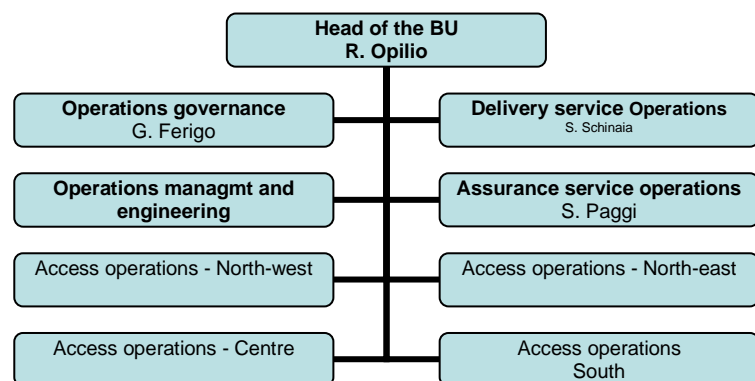 Head of the BU
R. Opilio
Operations governance
G. Ferigo
Delivery service Operations
S. Schinaia
Operations managmt and
engineering
Assurance service operations
S. Paggi
Access operations - North-west
Access operations - North-east
Access operations - Centre
Access operations
South